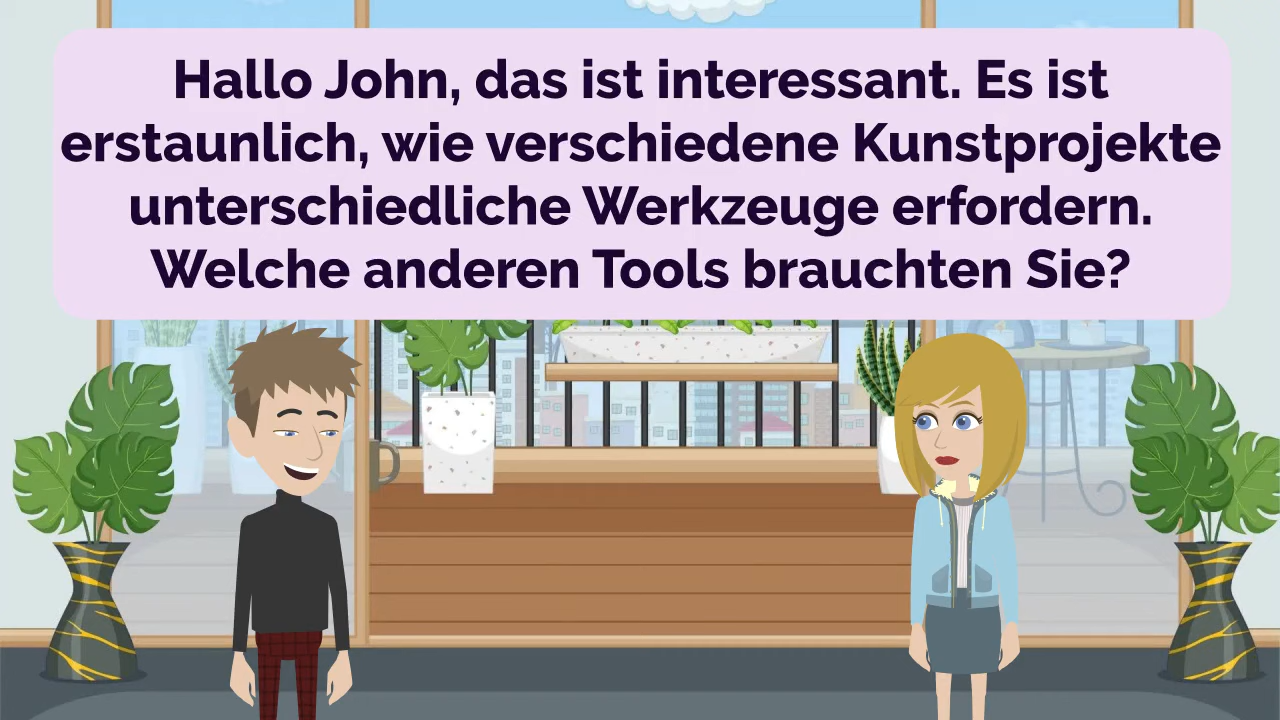 Hallo John, das ist interessant. Es ist
erstaunlich, wie verschiedene Kunstprojekte
unterschiedliche Werkzeuge erfordern.
Welche anderen Tools brauchten Sie?